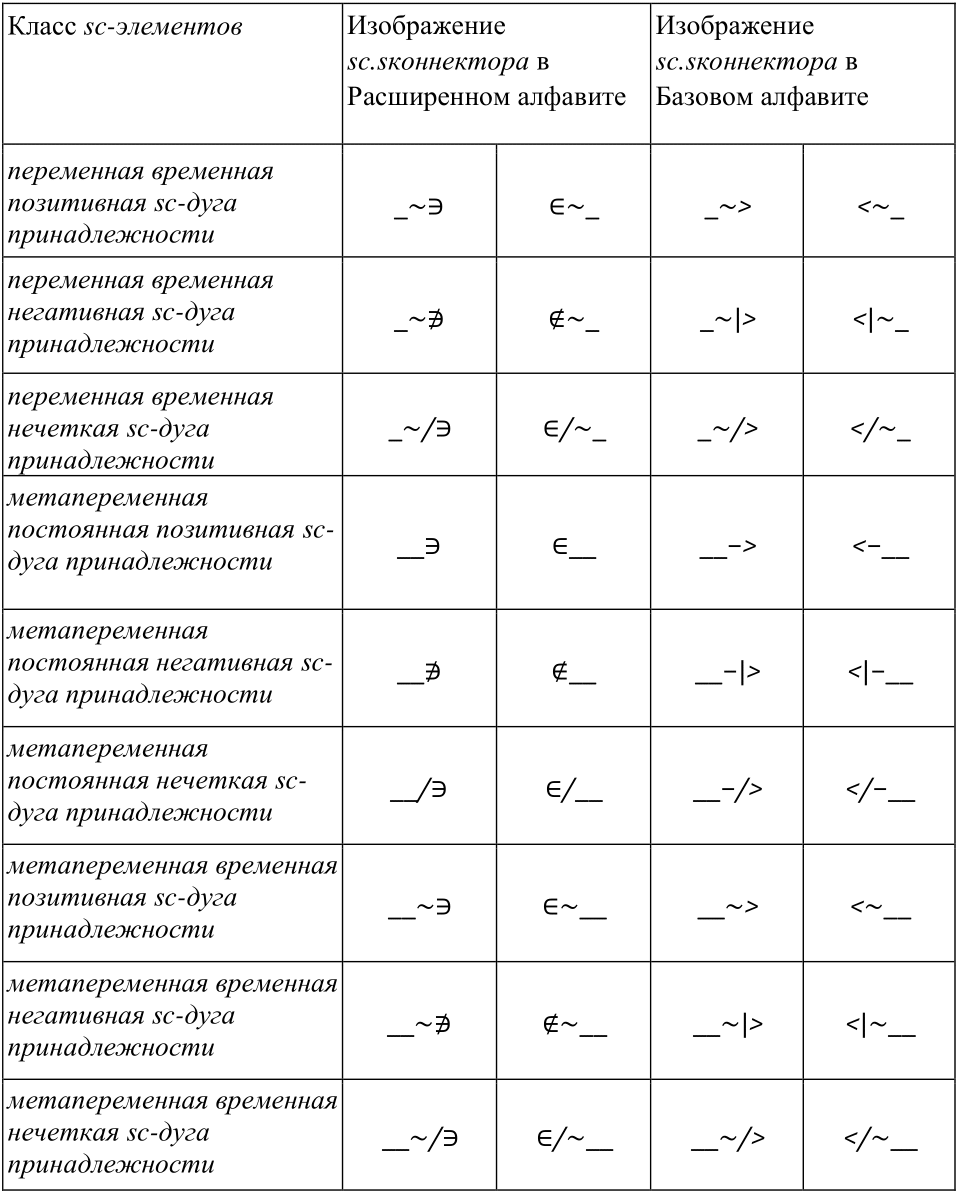 Класс sc-элементов
Изображение
sc.sконнектора в
Расширенном алфавите
Изображение
sc.sконнектора в
Базовом алфавите
переменная временная
позитивная sc-дуга
принадлежности
_~∋
∈~_
_~>
<~_
переменная временная
негативная sc-дуга
принадлежности
_~∌
∉~_
_~|>
<|~_
переменная временная
нечеткая sc-дуга
принадлежности
_~/∋
∈/~_
_~/>
</~_
метапеременная
постоянная позитивная sc-
дуга принадлежности
__∋
∈__
__->
<-__
метапеременная
постоянная негативная sc-
дуга принадлежности
__∌
∉__
__-|>
<|-__
метапеременная
постоянная нечеткая sc-
дуга принадлежности
__/∋
∈/__
__-/>
</-__
метапеременная временная
позитивная sc-дуга
принадлежности
__~∋
∈~__
__~>
<~__
метапеременная временная
негативная sc-дуга
принадлежности
__~∌
∉~__
__~|>
<|~__
метапеременная временная
нечеткая sc-дуга
принадлежности
__~/∋
∈/~__
__~/>
</~__